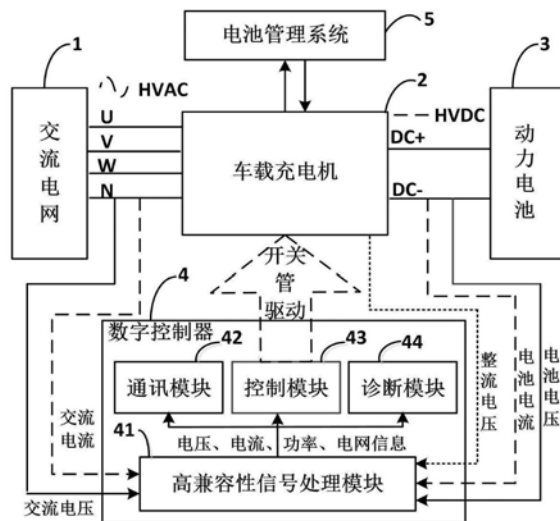 1
电池管理系统
5
2
3
HVAC
HVDC
交流电网
U
V
W
N
车载充电机
DC+
DC-
动力电池
开关
管
驱动
4
数字控制器
42
43
44
通讯模块
控制模块
诊断模块
整流电压
电池电流
电池电压
交流
电流
41
电压、电流、功率、电网信息
高兼容性信号处理模块
交流电压